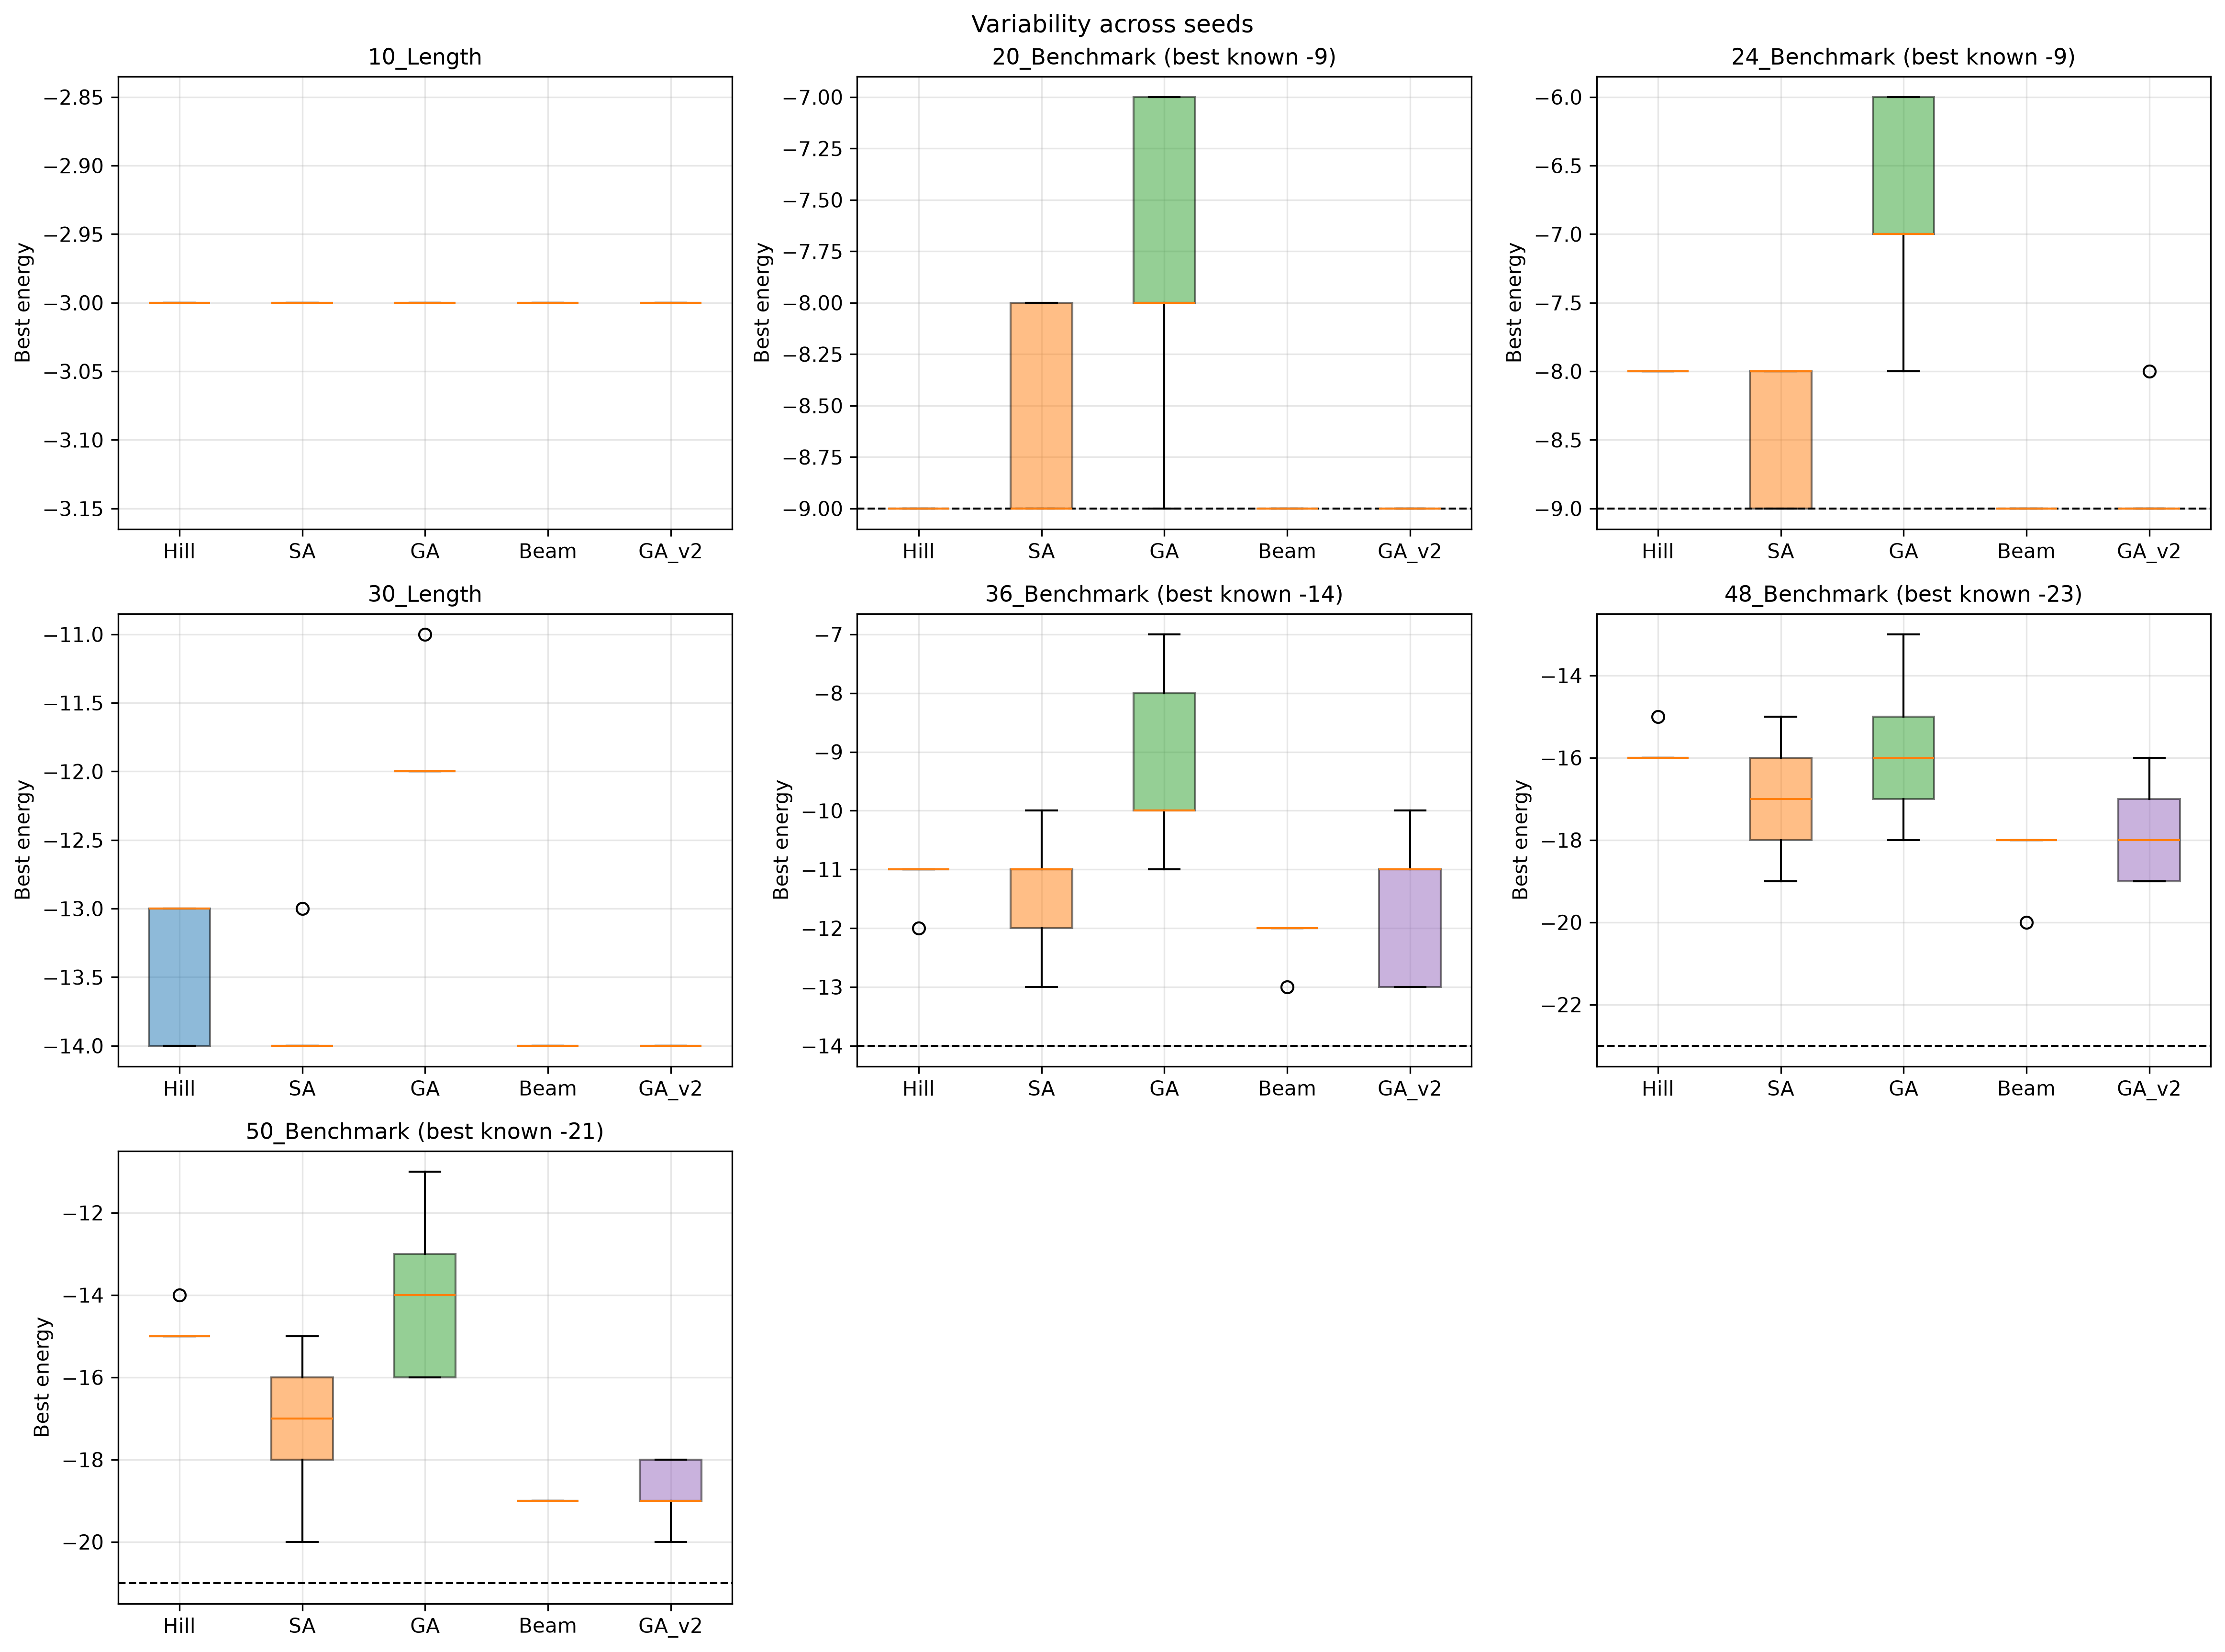 Variability across seeds
10_Length
Best energy
−2.85
−2.90
−2.95
−3.00
−3.05
−3.10
−3.15
Hill SA GA Beam GA_v2
20_Benchmark (best known -9)
Best energy
−7.00
−7.25
−7.50
−7.75
−8.00
−8.25
−8.50
−8.75
−9.00
Hill SA GA Beam GA_v2
24_Benchmark (best known -9)
Best energy
−6.0
−6.5
−7.0
−7.5
−8.0
−8.5
−9.0
Hill SA GA Beam GA_v2
30_Length
Best energy
−11.0
−11.5
−12.0
−12.5
−13.0
−13.5
−14.0
Hill SA GA Beam GA_v2
36_Benchmark (best known -14)
Best energy
−7
−8
−9
−10
−11
−12
−13
−14
Hill SA GA Beam GA_v2
48_Benchmark (best known -23)
Best energy
−14
−16
−18
−20
−22
Hill SA GA Beam GA_v2
50_Benchmark (best known -21)
Best energy
−12
−14
−16
−18
−20
Hill SA GA Beam GA_v2